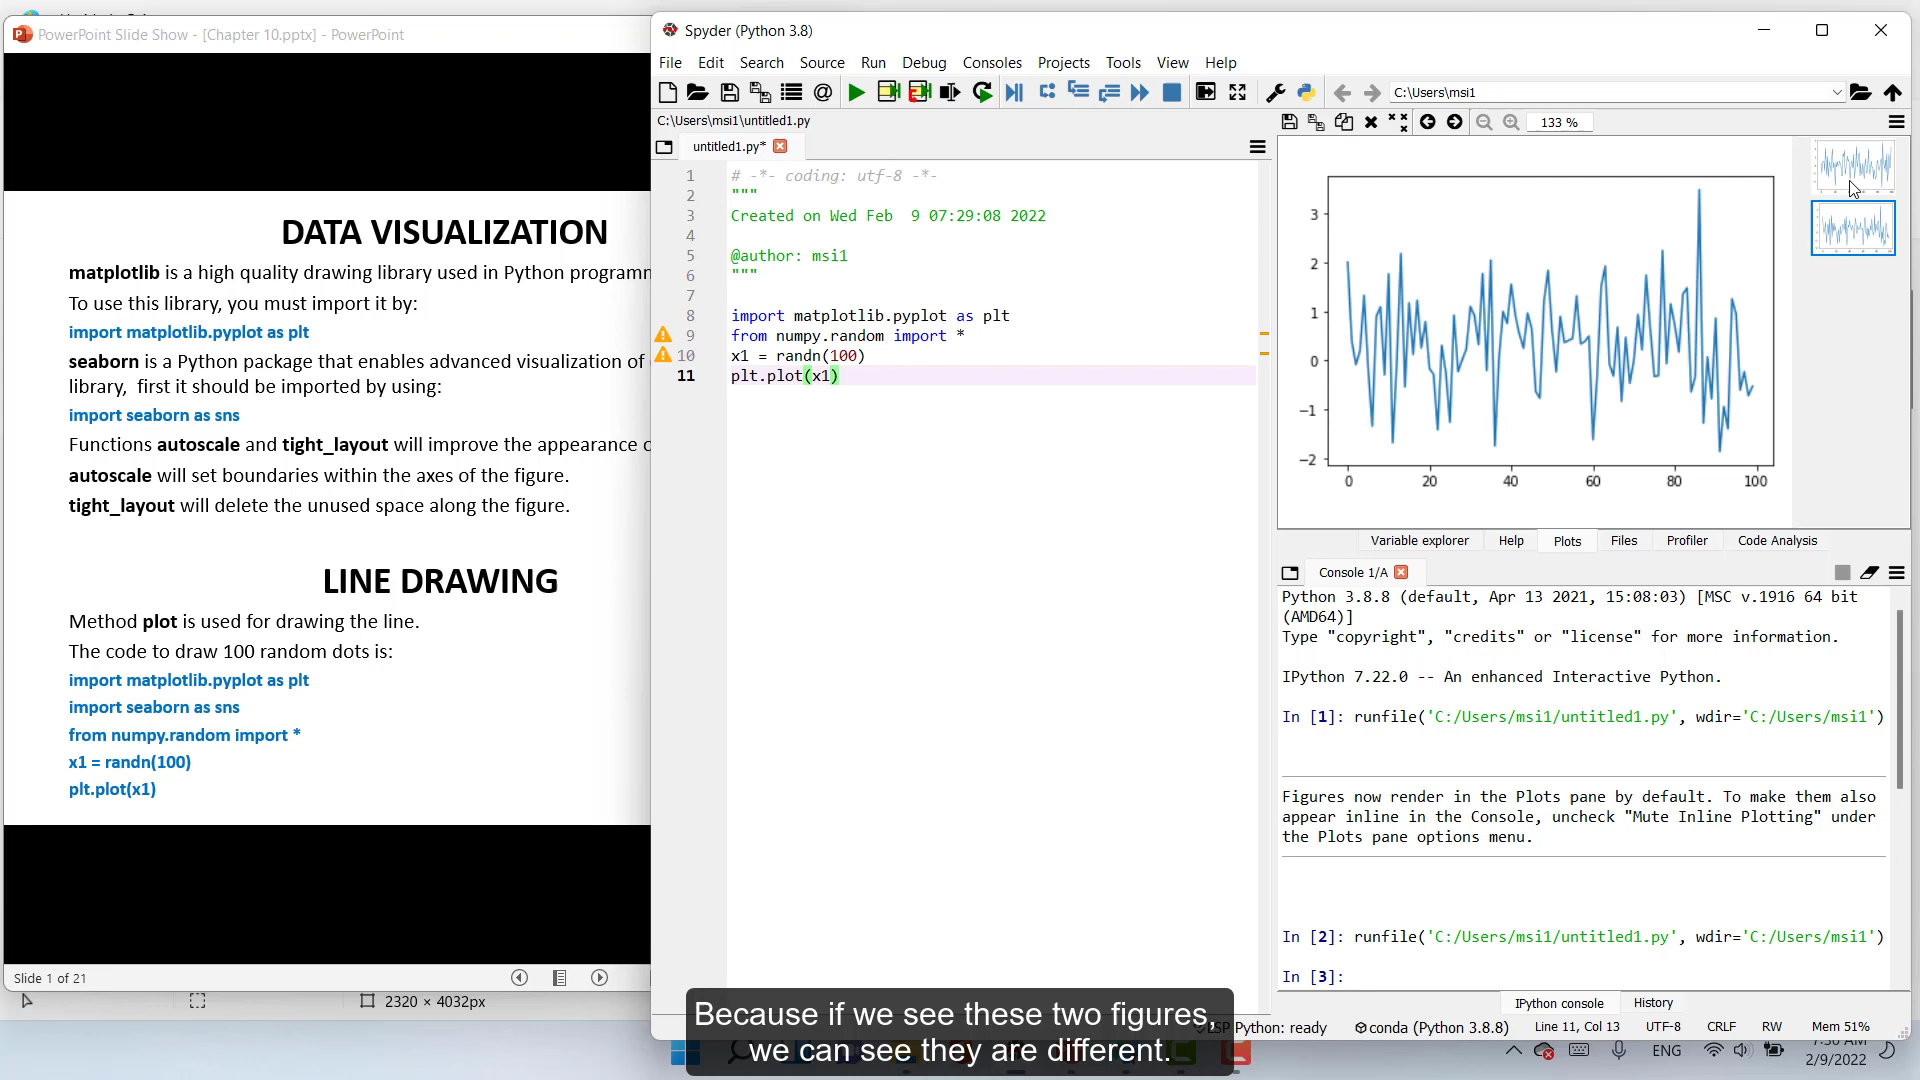 PowerPoint Slide Show - [Chapter 10.pptx] - PowerPoint
DATA VISUALIZATION
matplotlib is a high quality drawing library used in Python programm
To use this library, you must import it by:
import matplotlib.pyplot as plt
seaborn is a Python package that enables advanced visualization of
library, first it should be imported by using:
import seaborn as sns
Functions autoscale and tight_layout will improve the appearance o
autoscale will set boundaries within the axes of the figure.
tight_layout will delete the unused space along the figure.
LINE DRAWING
Method plot is used for drawing the line.
The code to draw 100 random dots is:
import matplotlib.pyplot as plt
import seaborn as sns
from numpy.random import *
x1 = randn(100)
plt.plot(x1)
Slide 1 of 21
2320 × 4032px
Spyder (Python 3.8)
File Edit Search Source Run Debug Consoles Projects Tools View Help
C:\Users\msi1
C:\Users\msi1\untitled1.py
untitled1.py*
1 # -*- coding: utf-8 -*-
2 """
3 Created on Wed Feb  9 07:29:08 2022
4
5 @author: msi1
6 """
7
8 import matplotlib.pyplot as plt
9 from numpy.random import *
10 x1 = randn(100)
11 plt.plot(x1)
133 %
3
2
1
0
−1
−2
0 20 40 60 80 100
Variable explorer Help Plots Files Profiler Code Analysis
Console 1/A
Python 3.8.8 (default, Apr 13 2021, 15:08:03) [MSC v.1916 64 bit
(AMD64)]
Type "copyright", "credits" or "license" for more information.
IPython 7.22.0 -- An enhanced Interactive Python.
In [1]: runfile('C:/Users/msi1/untitled1.py', wdir='C:/Users/msi1')
Figures now render in the Plots pane by default. To make them also
appear inline in the Console, uncheck "Mute Inline Plotting" under
the Plots pane options menu.
In [2]: runfile('C:/Users/msi1/untitled1.py', wdir='C:/Users/msi1')
In [3]:
IPython console History
Python: ready conda (Python 3.8.8) Line 11, Col 13 UTF-8 CRLF RW Mem 51%
Because if we see these two figures,
we can see they are different.
ENG
2/9/2022